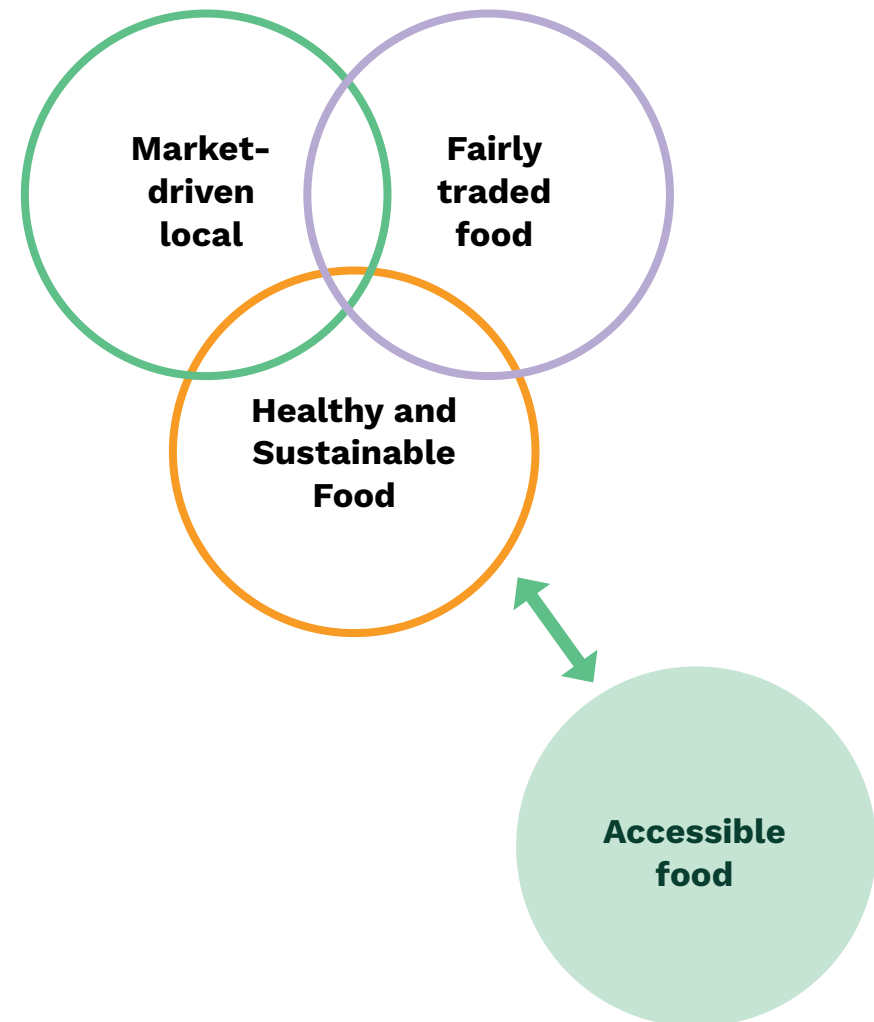 Market-
driven
local
Fairly
traded
food
Healthy and
Sustainable
Food
Accessible
food